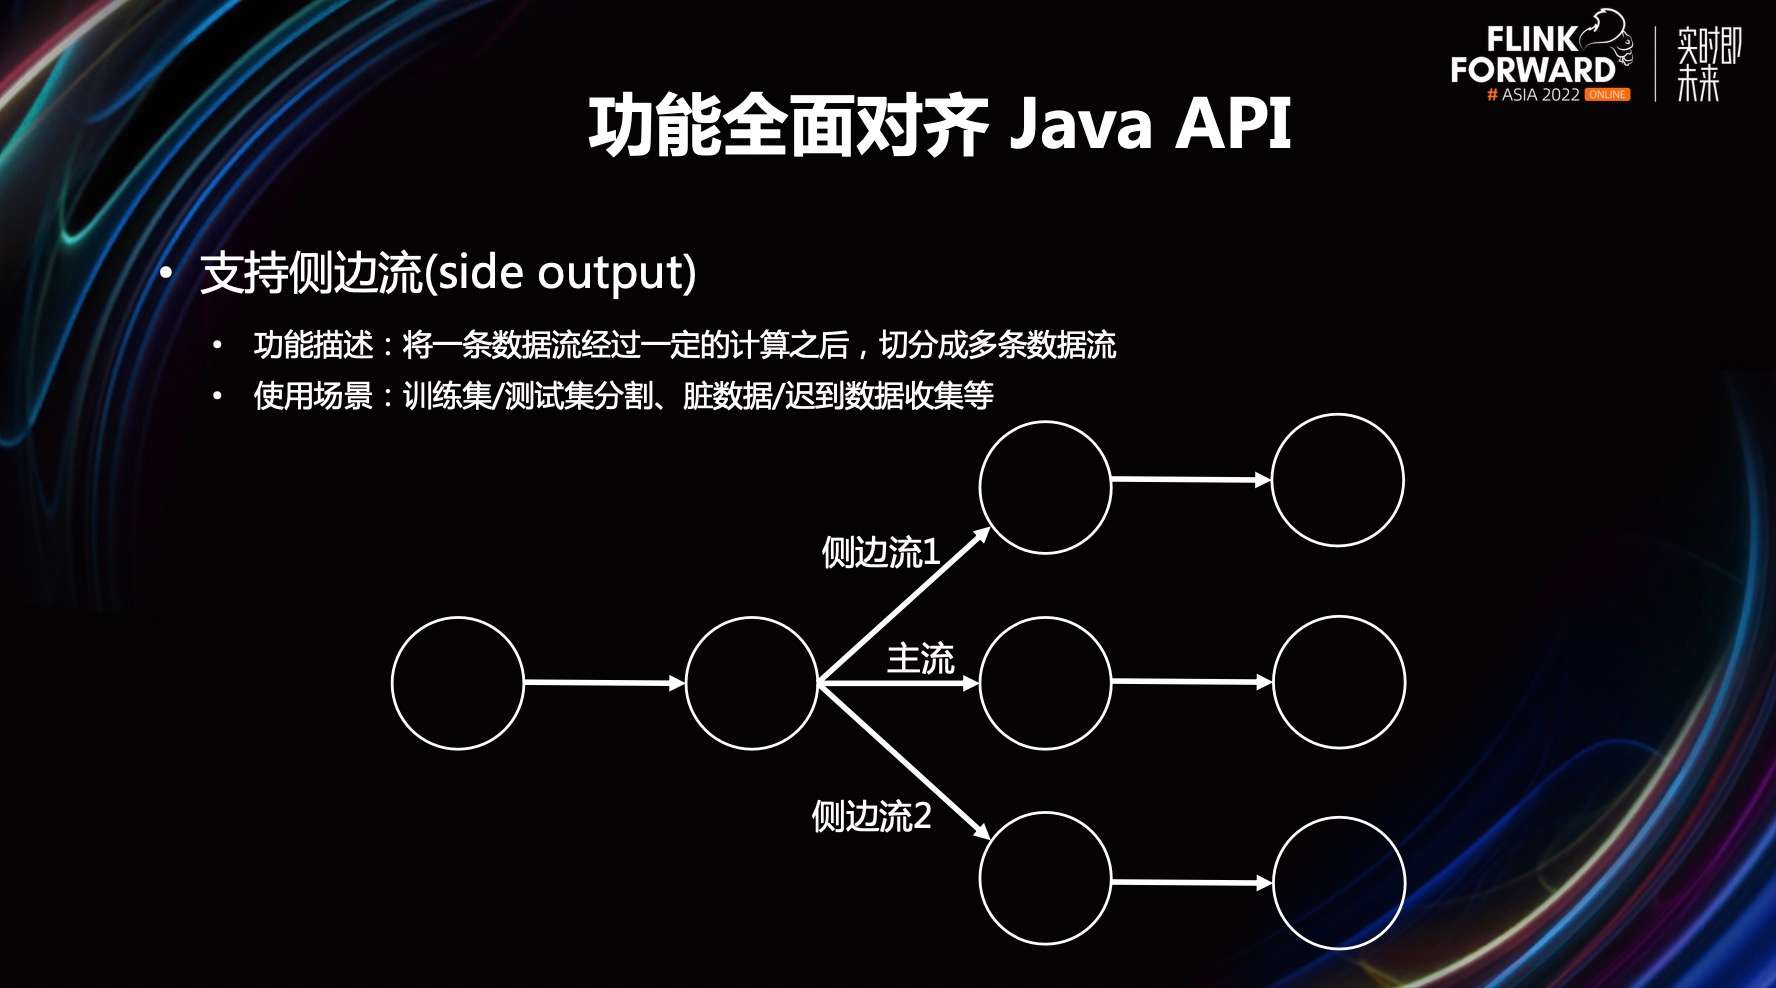 FLINK
FORWARD
# ASIA 2022 ONLINE
实时即
未来
功能全面对齐 Java API
• 支持侧边流(side output)
• 功能描述：将一条数据流经过一定的计算之后，切分成多条数据流
• 使用场景：训练集/测试集分割、脏数据/迟到数据收集等
侧边流1
主流
侧边流2